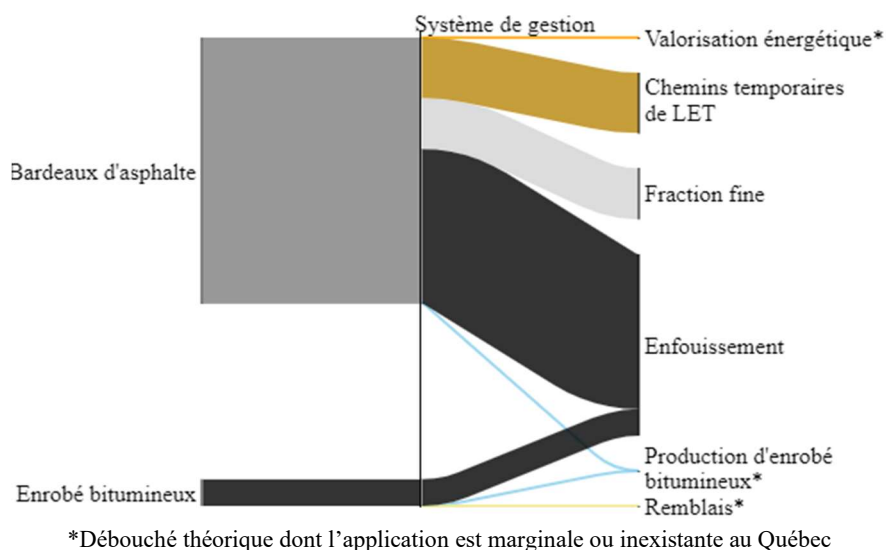 Système de gestion
Valorisation énergétique*
Chemins temporaires
de LET
Bardeaux d'asphalte
Fraction fine
Enfouissement
Production d'enrobé
bitumineux*
Enrobé bitumineux
Remblais*
*Débouché théorique dont l’application est marginale ou inexistante au Québec